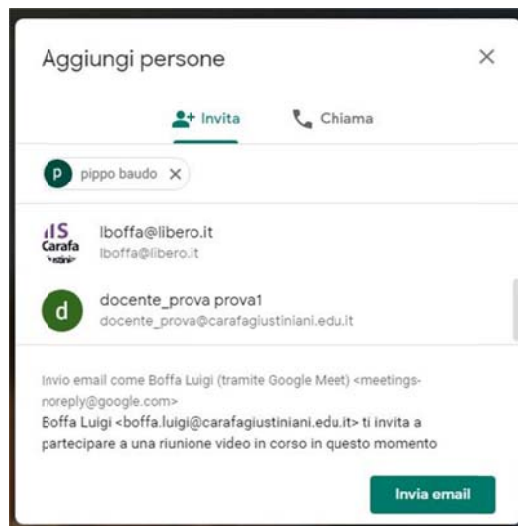 Aggiungi persone
Invita
Chiama
p pippo baudo
IIS
Carafa
lboffa@libero.it
lboffa@libero.it
d
docente_prova prova1
docente_prova@carafagiustiniani.edu.it
Invio email come Boffa Luigi (tramite Google Meet) <meetings-
noreply@google.com>
Boffa Luigi <boffa.luigi@carafagiustiniani.edu.it> ti invita a
partecipare a una riunione video in corso in questo momento
Invia email